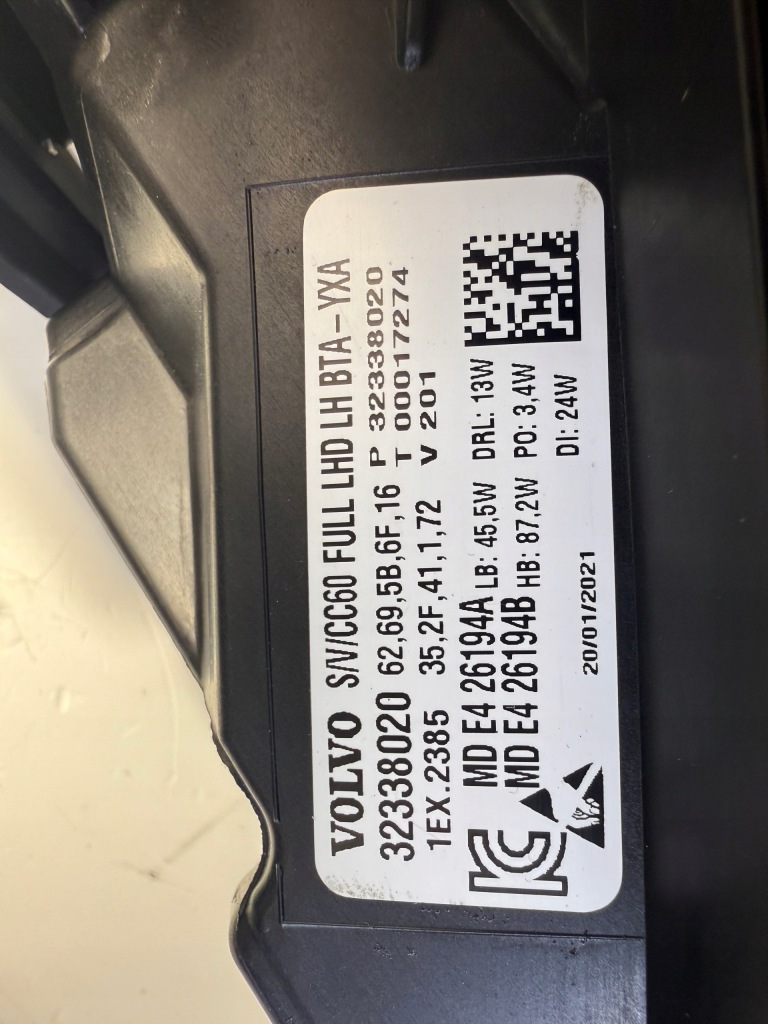 VOLVO S/V/CC60 FULL LHD LH BTA-YXA
32338020 62,69,5B,6F,16 P 32338020
1EX.2385 35,2F,41,1,72 T 00017274
V 201
MD E4 26194A LB: 45,5W DRL: 13W
MD E4 26194B HB: 87,2W PO: 3,4W
DI: 24W
20/01/2021
KC